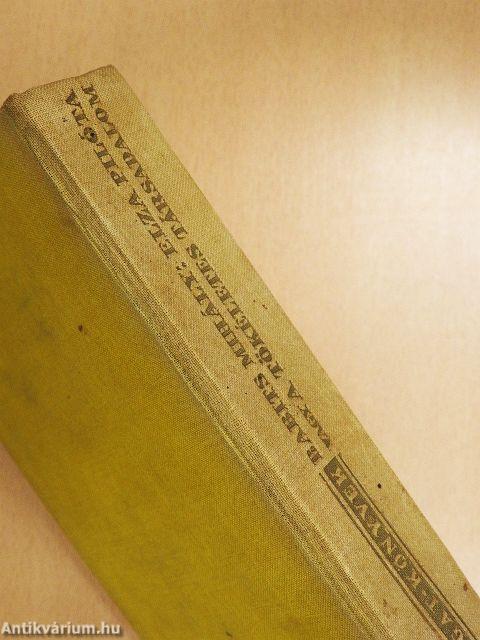 BABITS MIHÁLY: ELZA PILÓTA
VAGY A TÖKÉLETES TÁRSADALOM
KÖNYVEK
Antikvárium.hu